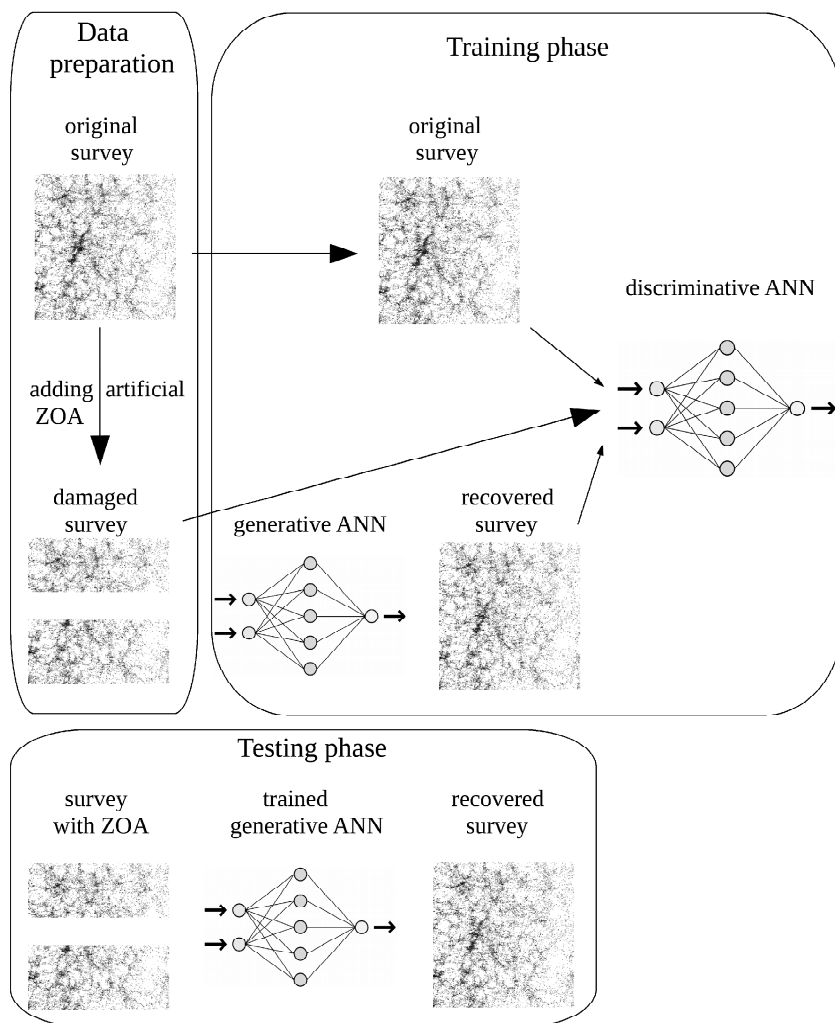 Data
preparation
original
survey
adding artificial
ZOA
damaged
survey
Training phase
original
survey
discriminative ANN
generative ANN
recovered
survey
Testing phase
survey
with ZOA
trained
generative ANN
recovered
survey